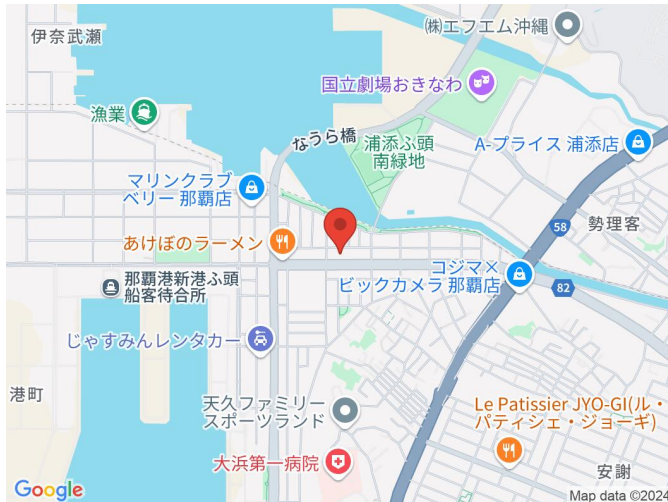 (株)エフエム沖縄
伊奈武瀬
国立劇場おきなわ
漁業
なうら橋
浦添ふ頭
南緑地
A-プライス 浦添店
マリンクラブ
ベリー 那覇店
58
勢理客
あけぼのラーメン
那覇港新港ふ頭
船客待合所
コジマ×
ビックカメラ 那覇店
82
じゃすみんレンタカー
港町
天久ファミリー
スポーツランド
Le Patissier JYO-GI(ル・
パティシェ・ジョーギ)
大浜第一病院
安謝
Google
Map data ©2024